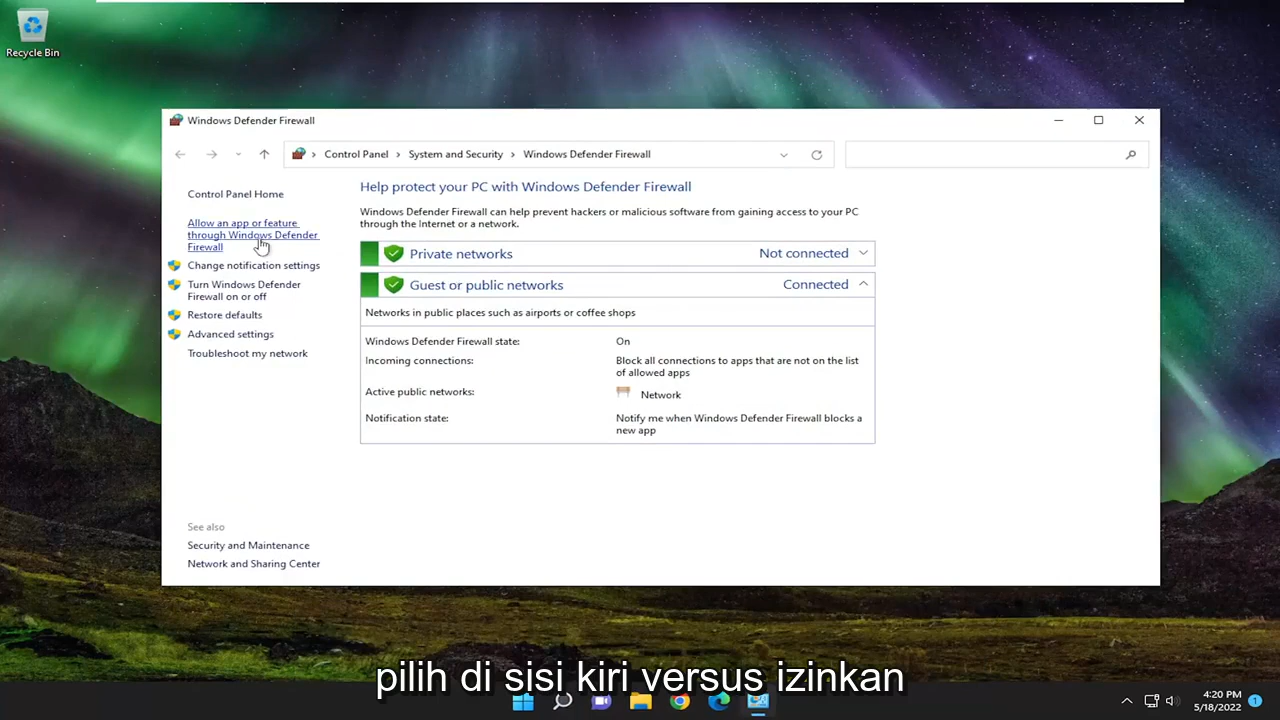 Recycle Bin
Windows Defender Firewall
Control Panel
System and Security
Windows Defender Firewall
Control Panel Home
Allow an app or feature
through Windows Defender
Firewall
Change notification settings
Turn Windows Defender
Firewall on or off
Restore defaults
Advanced settings
Troubleshoot my network
See also
Security and Maintenance
Network and Sharing Center
Help protect your PC with Windows Defender Firewall
Windows Defender Firewall can help prevent hackers or malicious software from gaining access to your PC
through the Internet or a network.
Private networks Not connected
Guest or public networks Connected
Networks in public places such as airports or coffee shops
Windows Defender Firewall state: On
Incoming connections: Block all connections to apps that are not on the list
of allowed apps
Active public networks: Network
Notification state: Notify me when Windows Defender Firewall blocks a
new app
pilih di sisi kiri versus izinkan
4:20 PM
5/18/2022
1